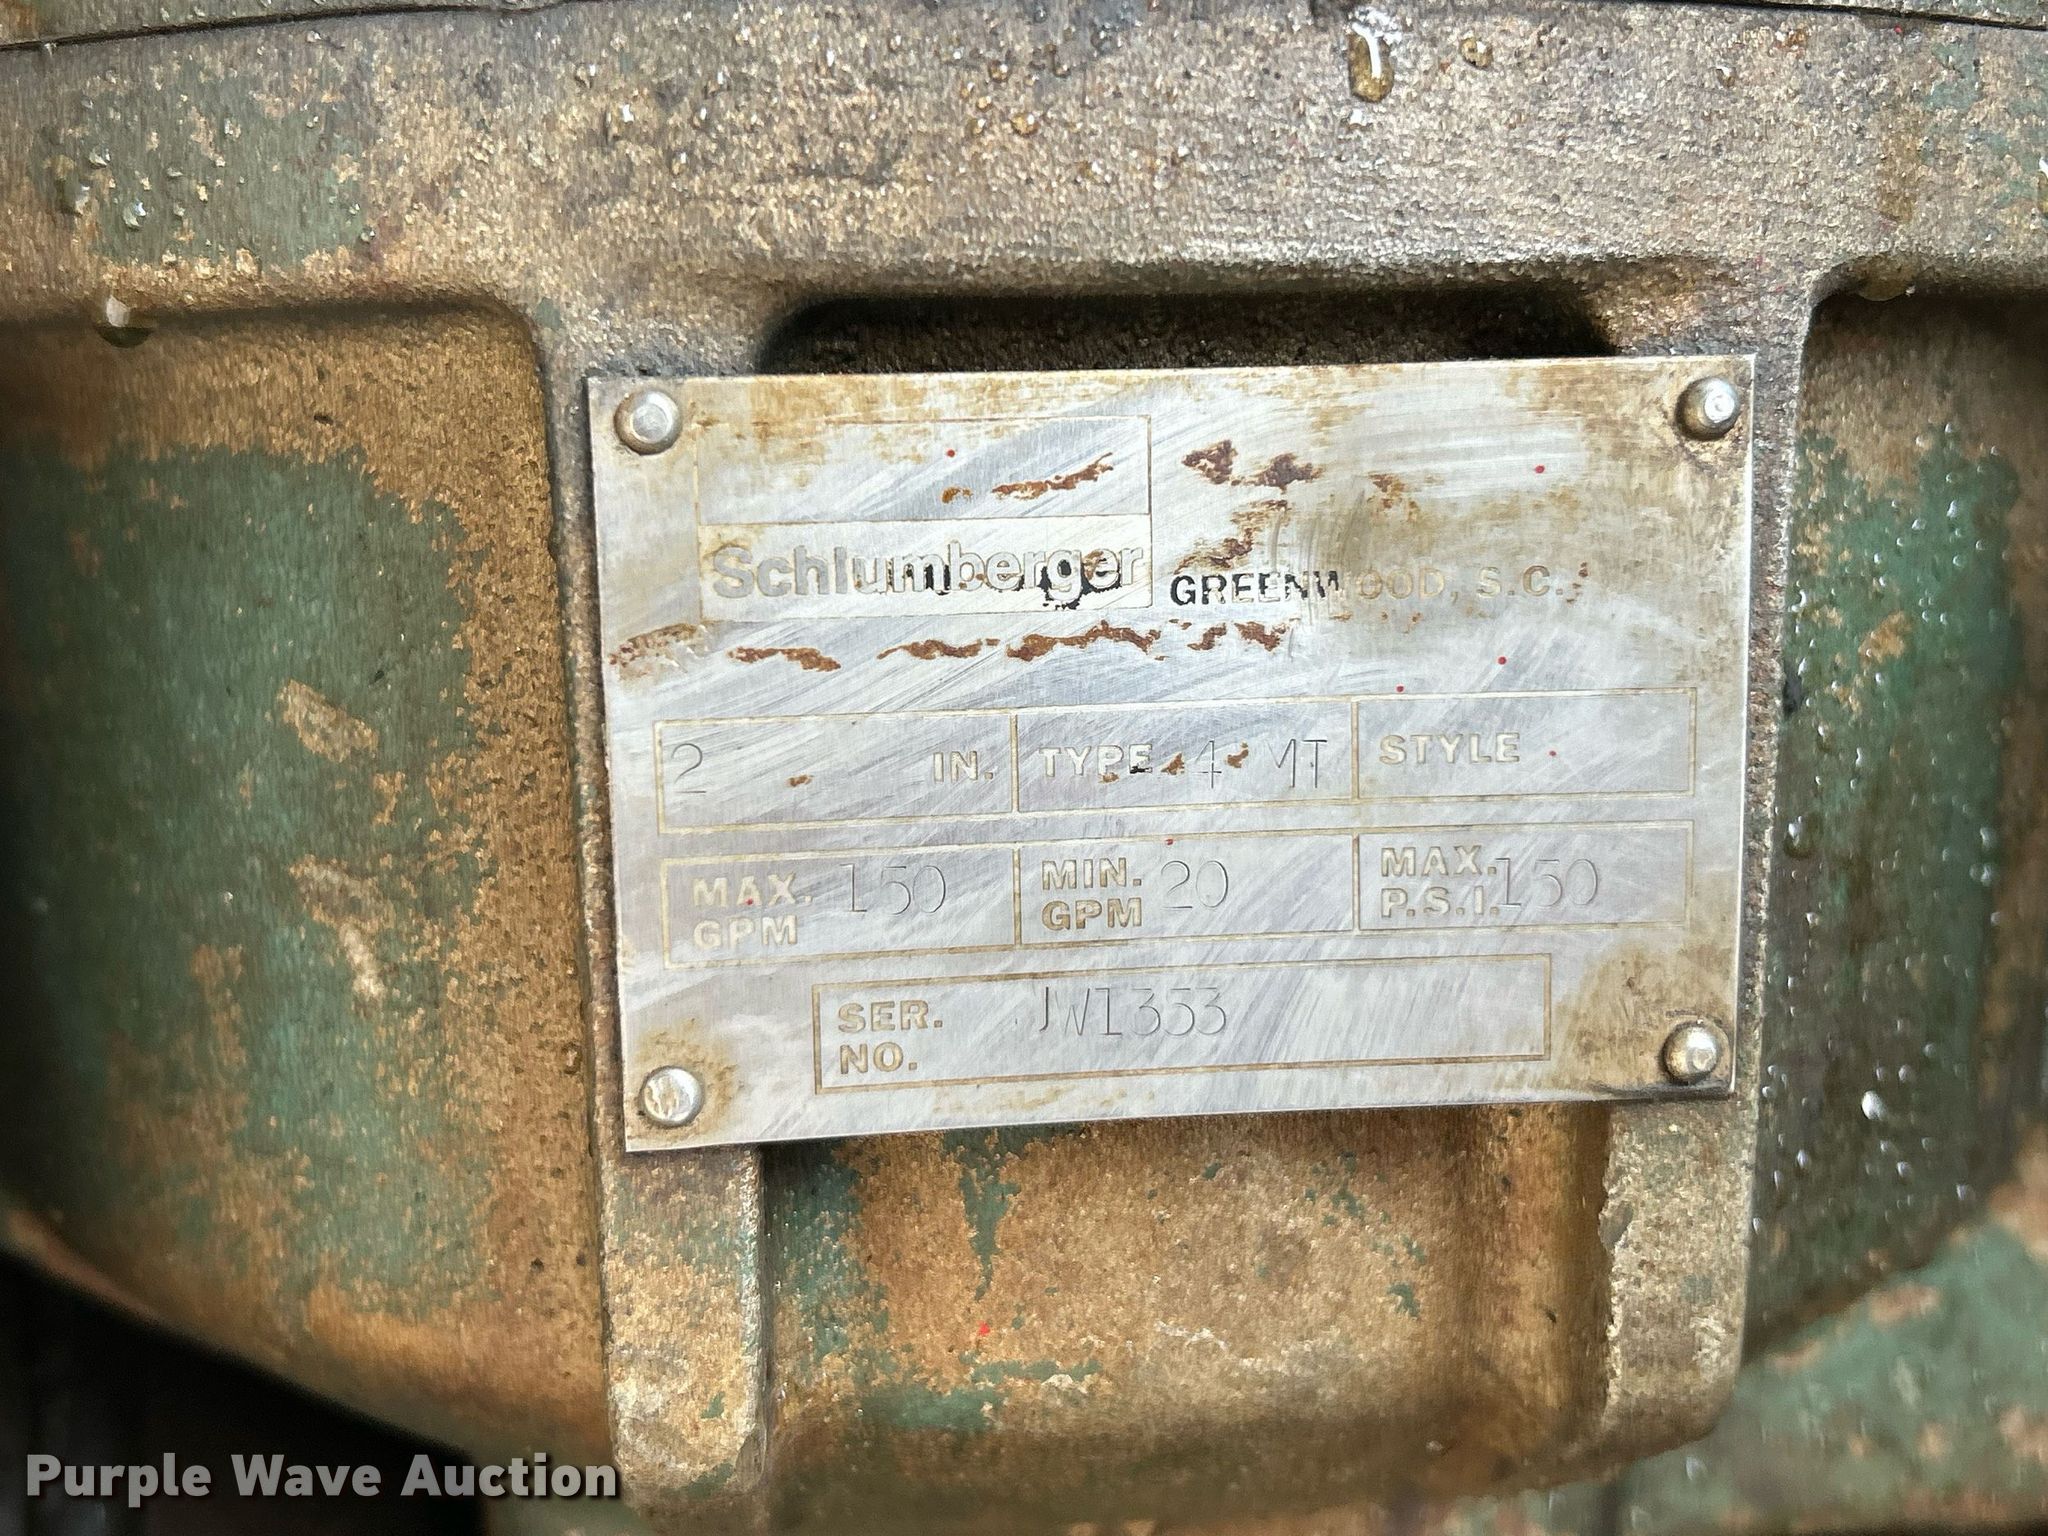 Schlumberger GREENWOOD, S.C.
2 IN. TYPE 4 MT STYLE
MAX. GPM 150 MIN. GPM 20 MAX. P.S.I. 150
SER. NO. JW1353
Purple Wave Auction